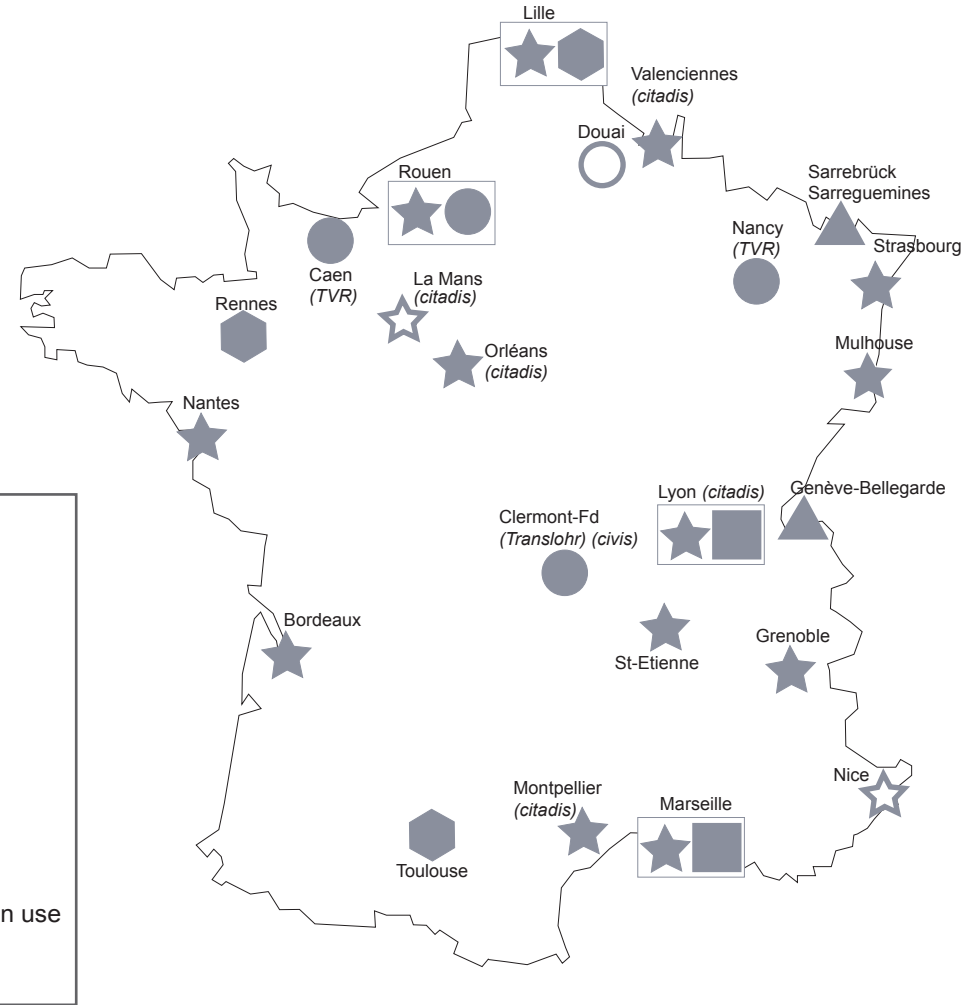 Lille
Valenciennes
(citadis)
Douai
Sarrebrück
Sarreguemines
Rouen
Nancy
(TVR)
Strasbourg
Caen
(TVR)
La Mans
(citadis)
Rennes
Orléans
(citadis)
Mulhouse
Nantes
Genève-Bellegarde
Lyon (citadis)
Clermont-Fd
(Translohr) (civis)
Bordeaux
Grenoble
St-Etienne
Nice
Montpellier
(citadis)
Marseille
Toulouse
n use